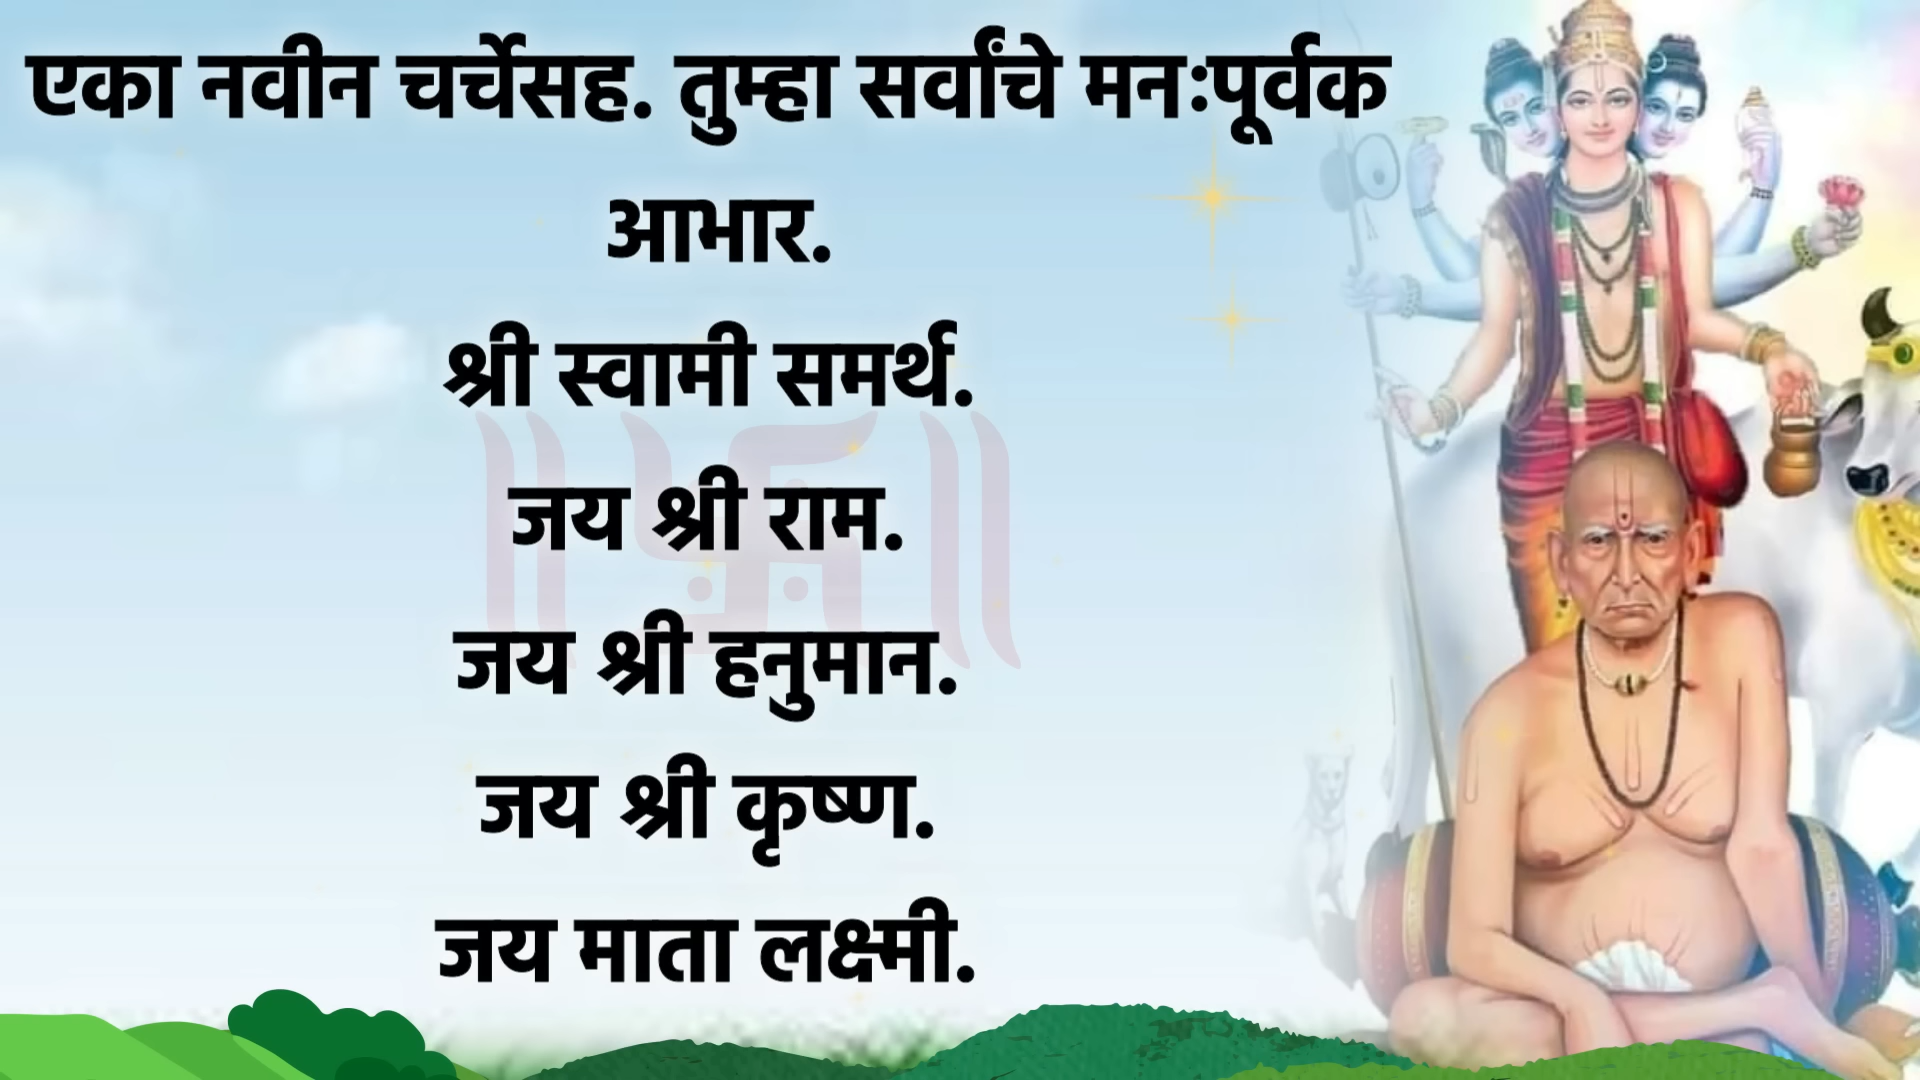 एका नवीन चर्चेसह. तुम्हा सर्वांचे मनःपूर्वक
आभार.
श्री स्वामी समर्थ.
जय श्री राम.
जय श्री हनुमान.
जय श्री कृष्ण.
जय माता लक्ष्मी.